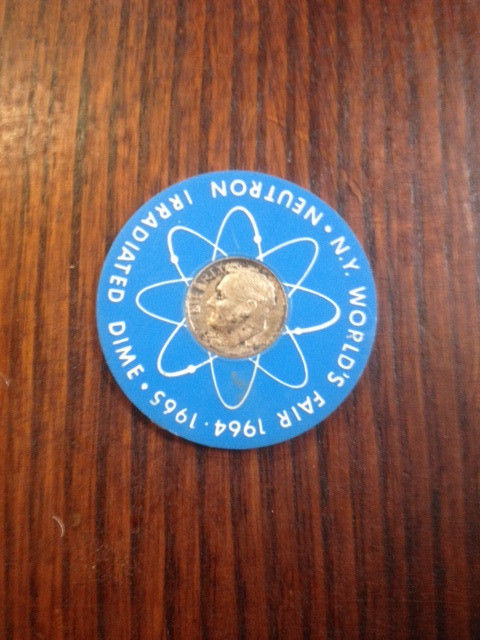 NEUTRON IRRADIATED DIME •
N.Y. WORLD'S FAIR 1964·1965 •